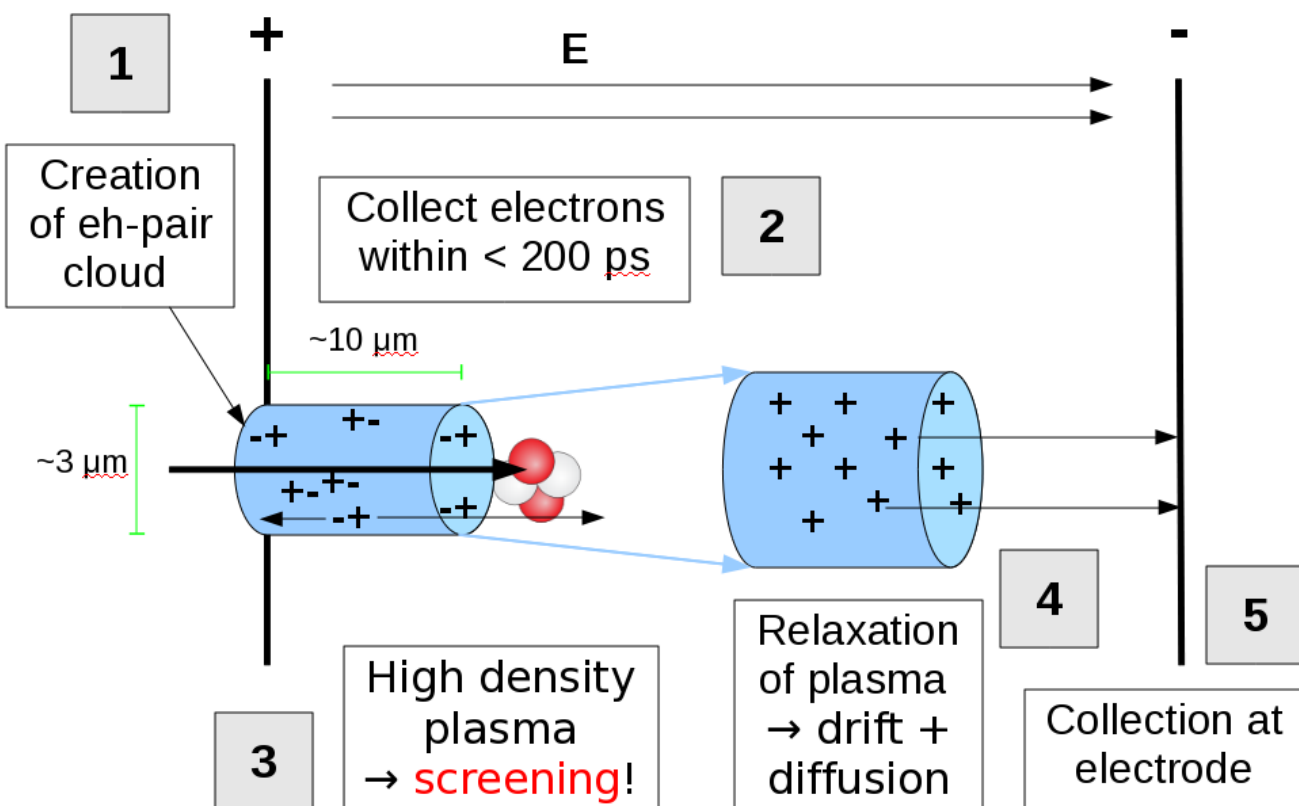 1
+
E
-
Creation
of eh-pair
cloud
Collect electrons
within < 200 ps
2
~10 µm
~3 µm
+-
-+
-+
+-
+-
-+
-+
+
+
+
+
+
+
+
+
+
+
+
3
High density
plasma
→ screening!
Relaxation
of plasma
→ drift +
diffusion
4
5
Collection at
electrode